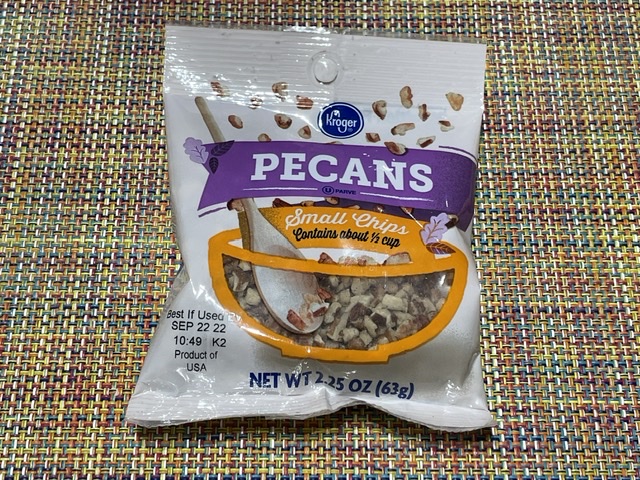 Kroger
PECANS
U PARVE
Small Chips
Contains about ½ cup
Best If Used By
SEP 22 22
10:49 K2
Product of
USA
NET WT 2.25 OZ (63g)